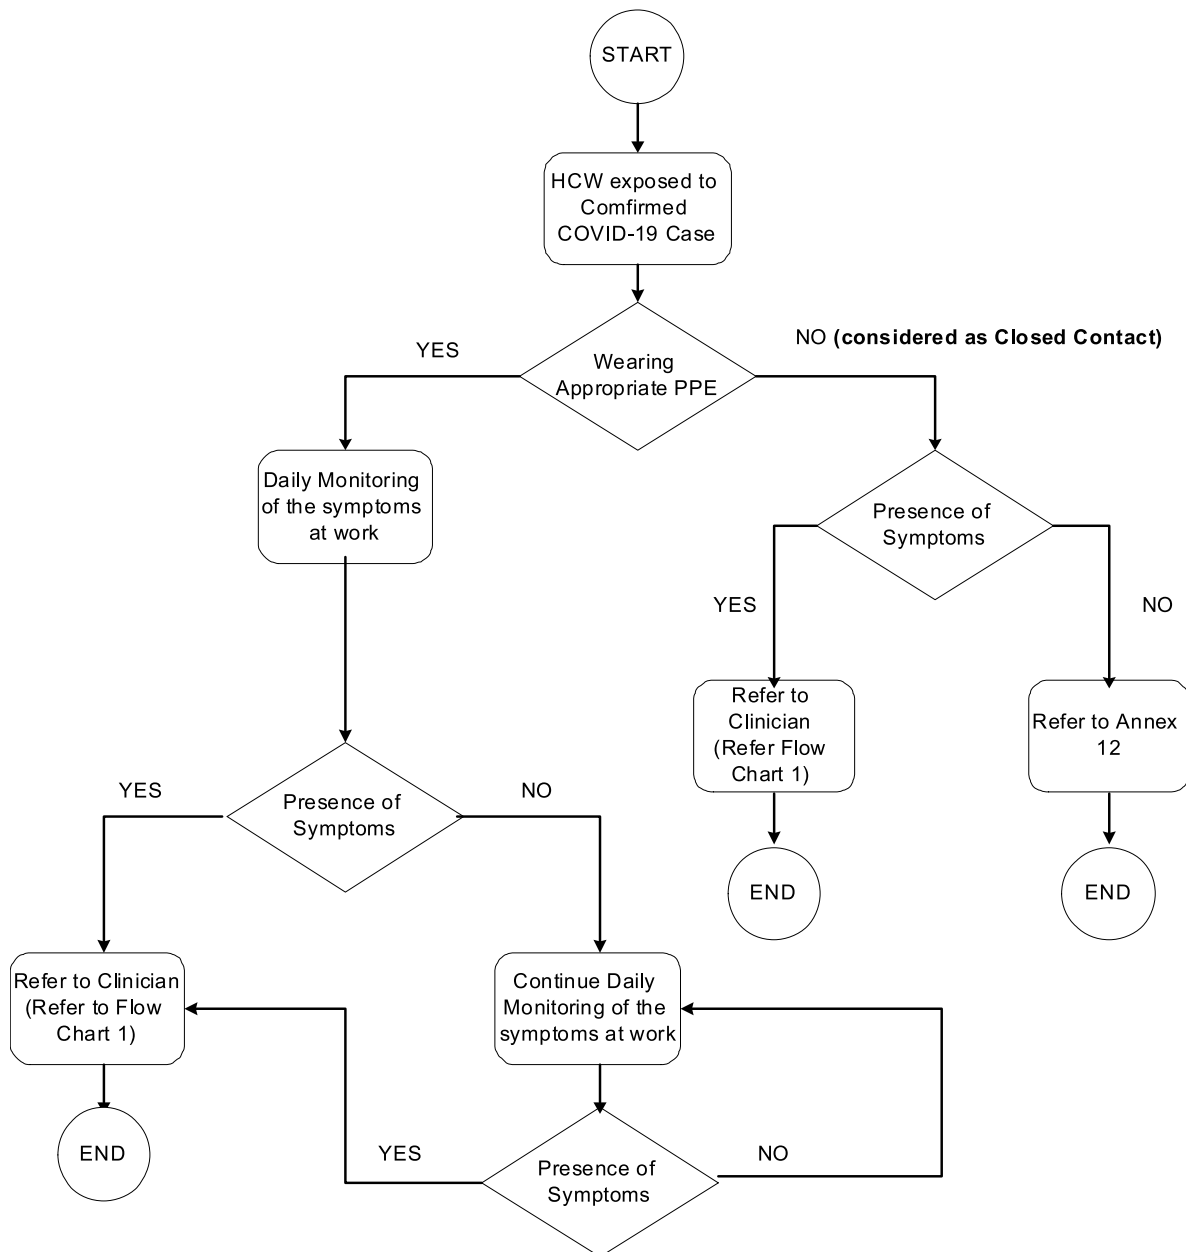 START
HCW exposed to
Comfirmed
COVID-19 Case
YES
NO (considered as Closed Contact)
Wearing
Appropriate PPE
Daily Monitoring
of the symptoms
at work
Presence of
Symptoms
YES
NO
Refer to
Clinician
(Refer Flow
Chart 1)
Refer to Annex
12
END
END
YES
NO
Presence of
Symptoms
Refer to Clinician
(Refer to Flow
Chart 1)
Continue Daily
Monitoring of the
symptoms at work
END
YES
NO
Presence of
Symptoms